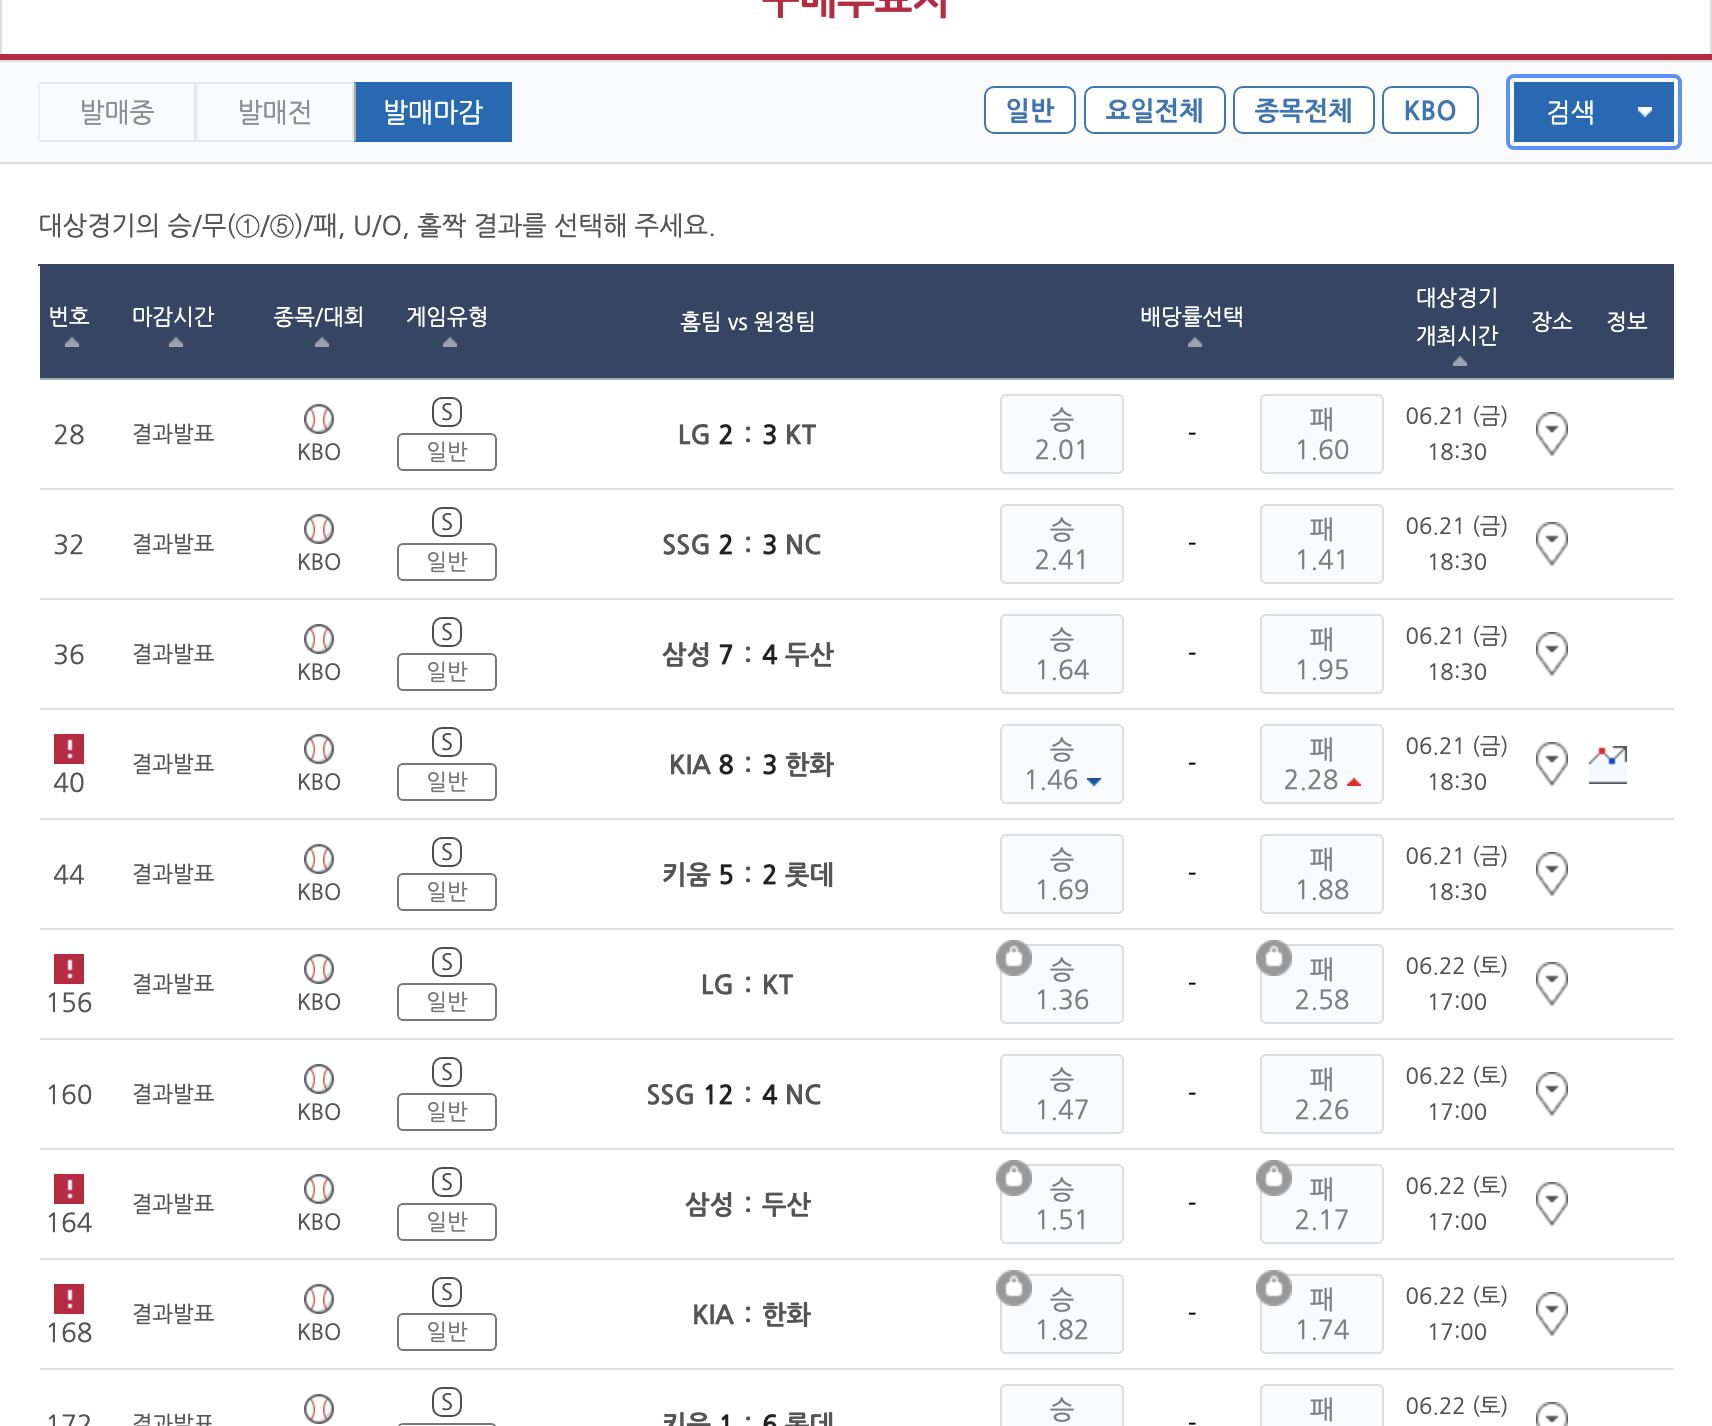 구매투표지
발매중 발매전 발매마감 일반 요일전체 종목전체 KBO 검색
대상경기의 승/무(①/⑤)/패, U/O, 홀짝 결과를 선택해 주세요.
번호 마감시간 종목/대회 게임유형 홈팀 vs 원정팀 배당률선택 대상경기 개최시간 장소 정보
28 결과발표 KBO S 일반 LG 2 : 3 KT 승 2.01 - 패 1.60 06.21 (금) 18:30
32 결과발표 KBO S 일반 SSG 2 : 3 NC 승 2.41 - 패 1.41 06.21 (금) 18:30
36 결과발표 KBO S 일반 삼성 7 : 4 두산 승 1.64 - 패 1.95 06.21 (금) 18:30
! 40 결과발표 KBO S 일반 KIA 8 : 3 한화 승 1.46 - 패 2.28 06.21 (금) 18:30
44 결과발표 KBO S 일반 키움 5 : 2 롯데 승 1.69 - 패 1.88 06.21 (금) 18:30
! 156 결과발표 KBO S 일반 LG : KT 승 1.36 - 패 2.58 06.22 (토) 17:00
160 결과발표 KBO S 일반 SSG 12 : 4 NC 승 1.47 - 패 2.26 06.22 (토) 17:00
! 164 결과발표 KBO S 일반 삼성 : 두산 승 1.51 - 패 2.17 06.22 (토) 17:00
! 168 결과발표 KBO S 일반 KIA : 한화 승 1.82 - 패 1.74 06.22 (토) 17:00
172 결과발표 S 키움 1 : 6 롯데 승 - 패 06.22 (토)